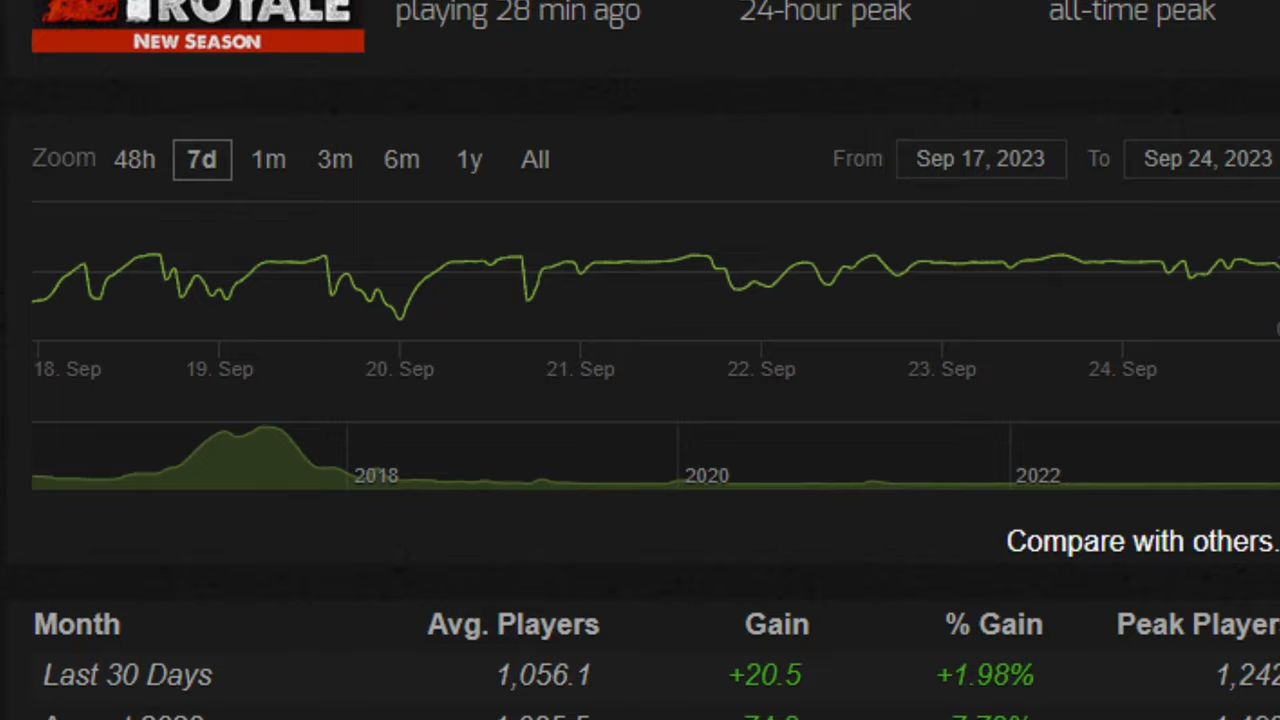 ROYALE
NEW SEASON
playing 28 min ago
24-hour peak
all-time peak
Zoom 48h 7d 1m 3m 6m 1y All
From Sep 17, 2023 To Sep 24, 2023
18. Sep 19. Sep 20. Sep 21. Sep 22. Sep 23. Sep 24. Sep
2018 2020 2022
Compare with others.
Month Avg. Players Gain % Gain Peak Player
Last 30 Days 1,056.1 +20.5 +1.98% 1,242